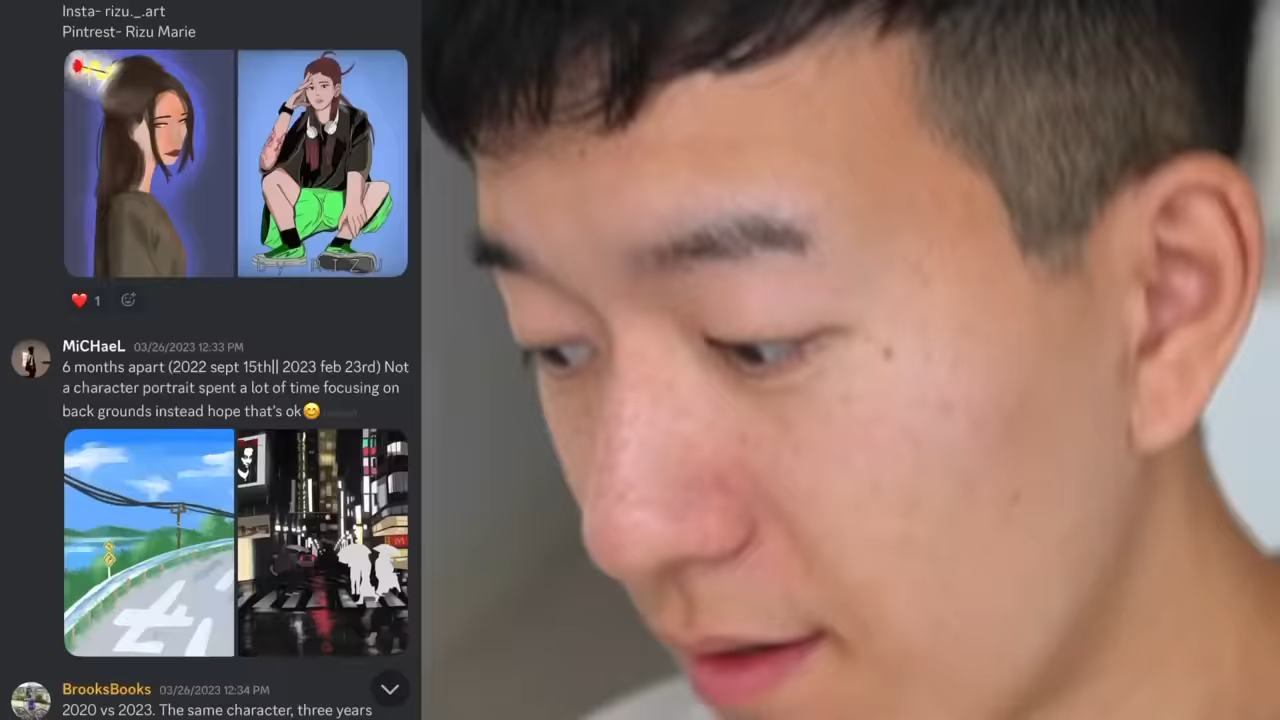 Insta- rizu._.art
Pintrest- Rizu Marie
BY RIZU
1
MiCHaeL 03/26/2023 12:33 PM
6 months apart (2022 sept 15th|| 2023 feb 23rd) Not
a character portrait spent a lot of time focusing on
back grounds instead hope that's ok😊
BrooksBooks 03/26/2023 12:34 PM
2020 vs 2023. The same character, three years